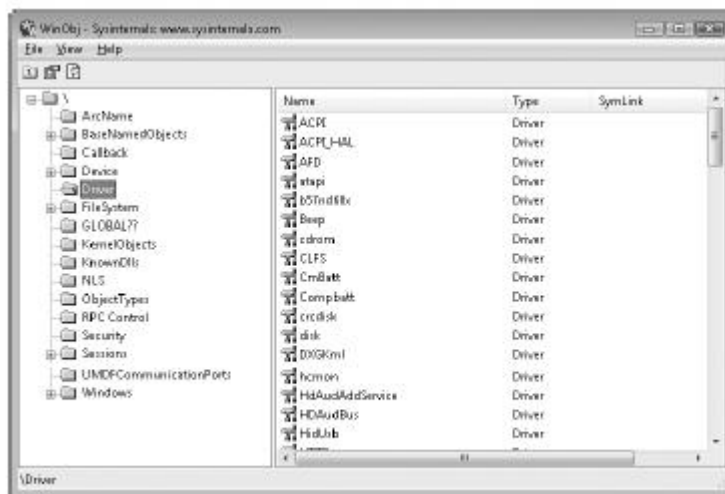 WinObj - Sysinternals: www.sysinternals.com
File View Help
\
ArcName
BaseNamedObjects
Callback
Device
Driver
FileSystem
GLOBAL??
KernelObjects
KnownDlls
NLS
ObjectTypes
RPC Control
Security
Sessions
UMDFCommunicationPorts
Windows
Name Type SymLink
ACPI Driver
ACPI_HAL Driver
AFD Driver
atapi Driver
Driver
Beep Driver
cdrom Driver
CLFS Driver
CmBatt Driver
Compbatt Driver
crcdisk Driver
disk Driver
DXGKrnl Driver
hcmon Driver
HdAudAddService Driver
HDAudBus Driver
HidUsb Driver
\Driver